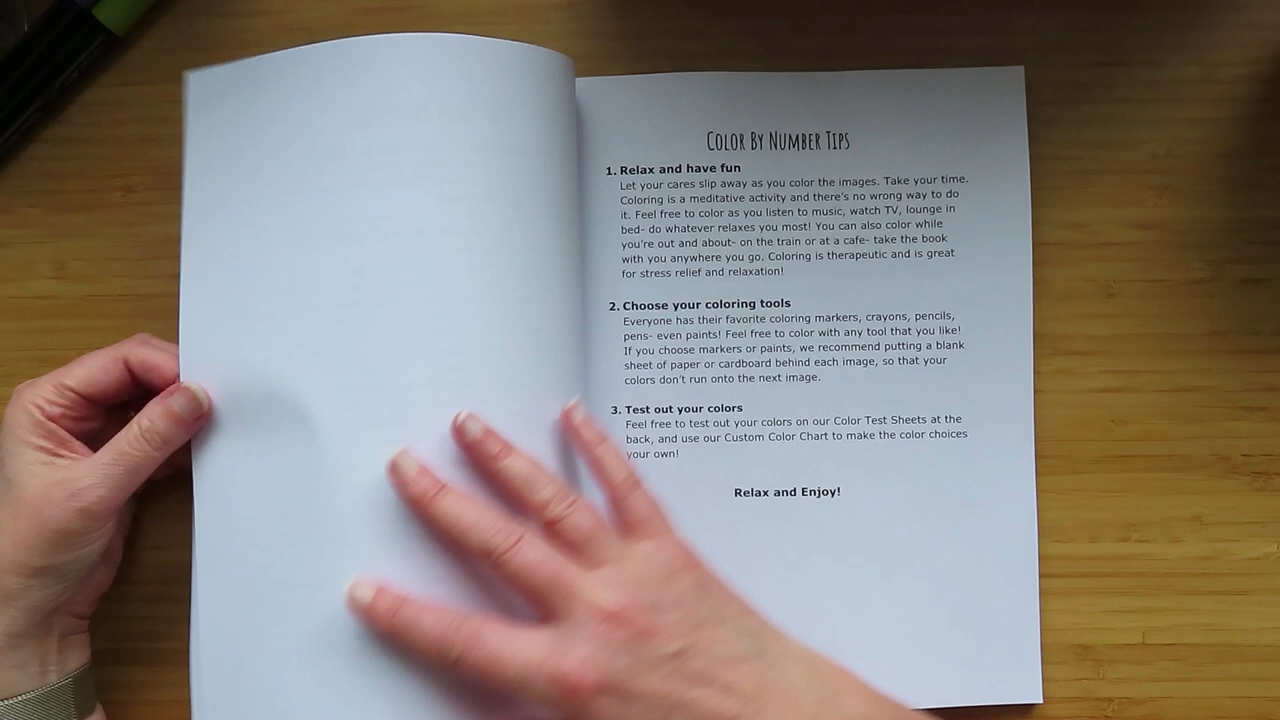 Color By Number Tips
1. Relax and have fun
Let your cares slip away as you color the images. Take your time.
Coloring is a meditative activity and there's no wrong way to do
it. Feel free to color as you listen to music, watch TV, lounge in
bed- do whatever relaxes you most! You can also color while
you're out and about- on the train or at a cafe- take the book
with you anywhere you go. Coloring is therapeutic and is great
for stress relief and relaxation!
2. Choose your coloring tools
Everyone has their favorite coloring markers, crayons, pencils,
pens- even paints! Feel free to color with any tool that you like!
If you choose markers or paints, we recommend putting a blank
sheet of paper or cardboard behind each image, so that your
colors don't run onto the next image.
3. Test out your colors
Feel free to test out your colors on our Color Test Sheets at the
back, and use our Custom Color Chart to make the color choices
your own!
Relax and Enjoy!